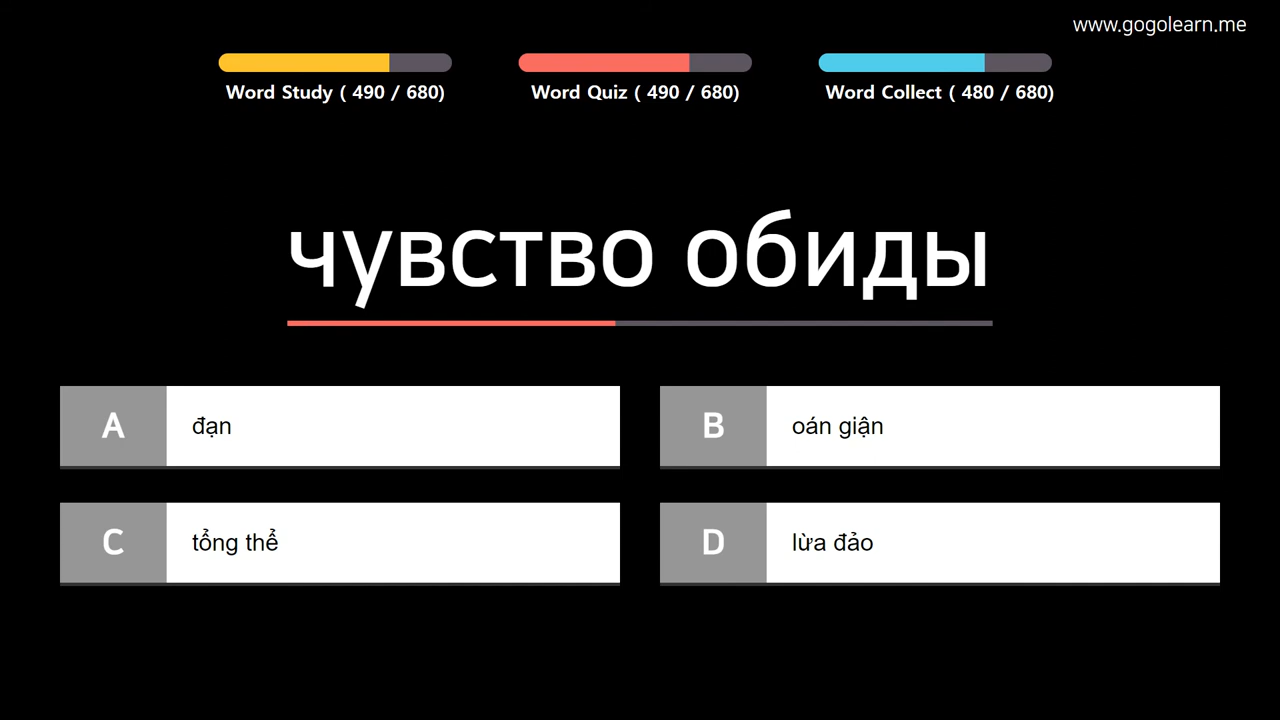 www.gogolearn.me
Word Study ( 490 / 680)
Word Quiz ( 490 / 680)
Word Collect ( 480 / 680)
чувство обиды
A
đạn
B
oán giận
C
tổng thể
D
lừa đảo